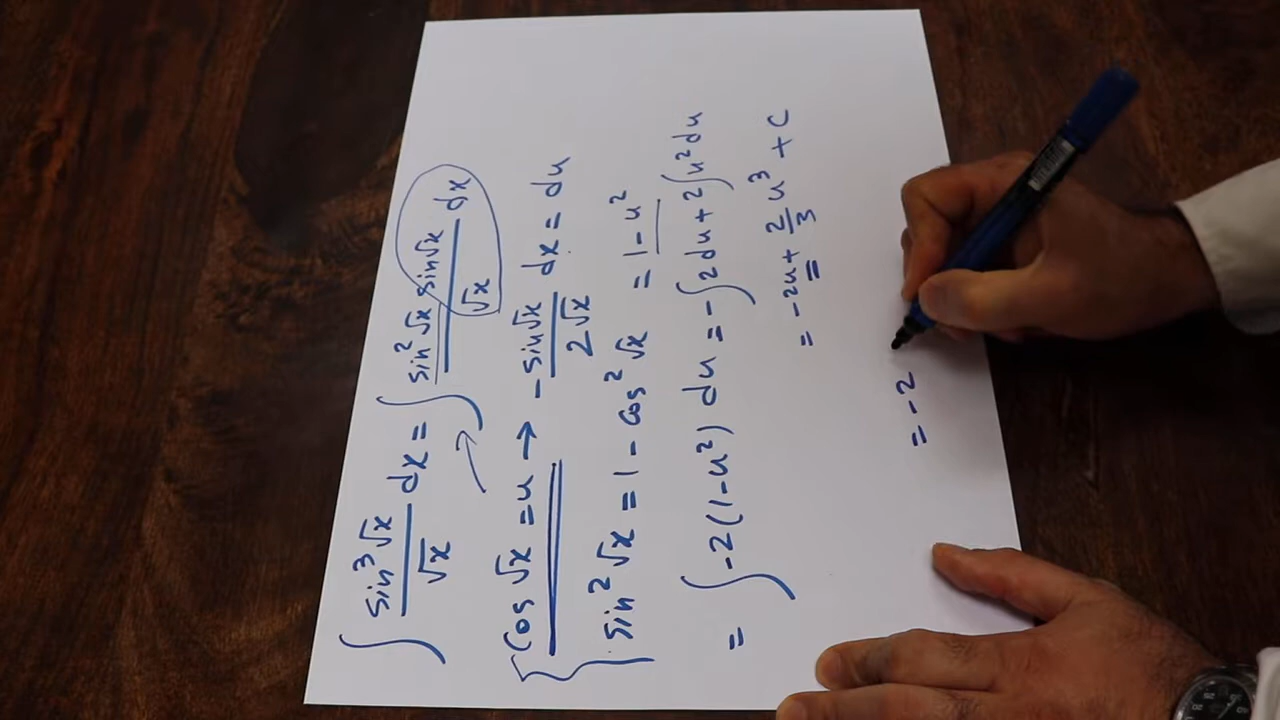 ∫ sin³√x / √x dx = ∫ sin²√x sin√x / √x dx
cos √x = u → - sin√x / 2√x dx = du
sin²√x = 1 - cos²√x = 1 - u²
= ∫ -2(1-u²) du = -∫2du + 2∫u²du
= -2u + 2/3 u³ + C
= -2